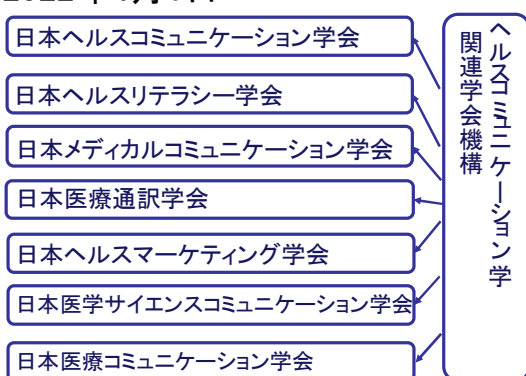 日本ヘルスコミュニケーション学会
日本ヘルスリテラシー学会
日本メディカルコミュニケーション学会
日本医療通訳学会
日本ヘルスマーケティング学会
日本医学サイエンスコミュニケーション学会
日本医療コミュニケーション学会
ヘルスコミュニケーション学
関連学会機構